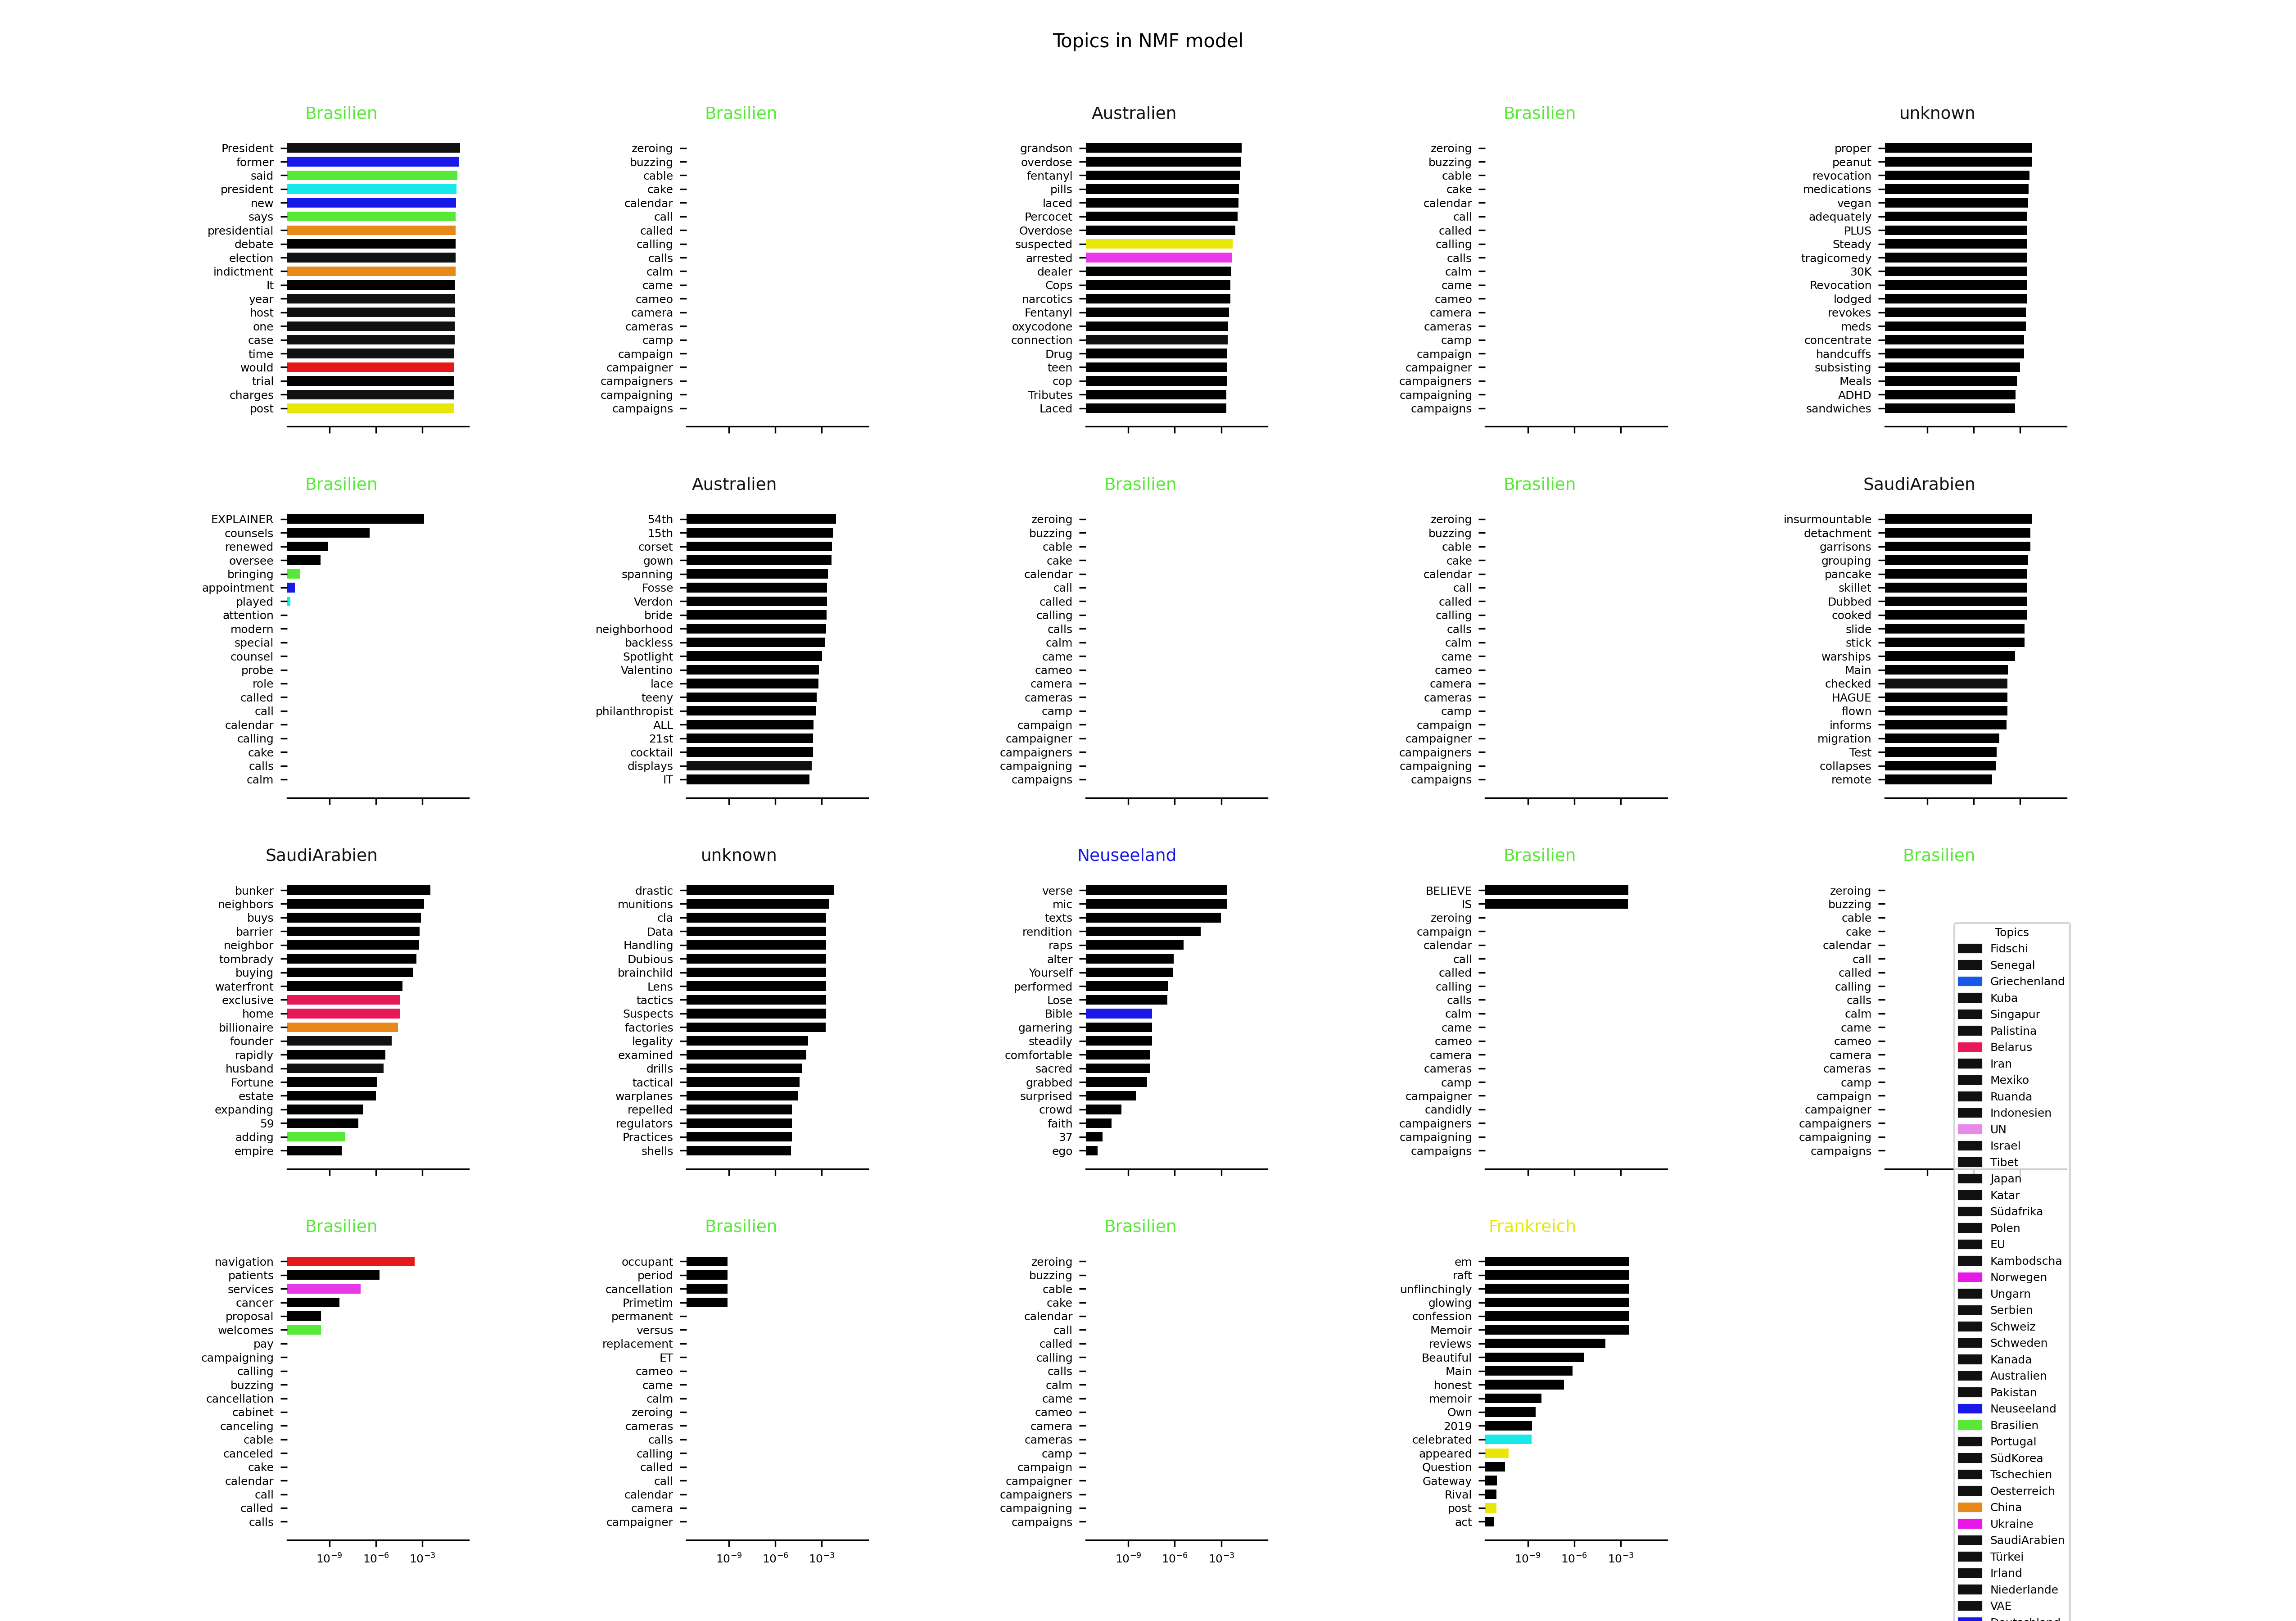 Topics in NMF model
Brasilien
President
former
said
president
new
says
presidential
debate
election
indictment
It
year
host
one
case
time
would
trial
charges
post
Brasilien
zeroing
buzzing
cable
cake
calendar
call
called
calling
calls
calm
came
cameo
camera
cameras
camp
campaign
campaigner
campaigners
campaigning
campaigns
Australien
grandson
overdose
fentanyl
pills
laced
Percocet
Overdose
suspected
arrested
dealer
Cops
narcotics
Fentanyl
oxycodone
connection
Drug
teen
cop
Tributes
Laced
Brasilien
zeroing
buzzing
cable
cake
calendar
call
called
calling
calls
calm
came
cameo
camera
cameras
camp
campaign
campaigner
campaigners
campaigning
campaigns
unknown
proper
peanut
revocation
medications
vegan
adequately
PLUS
Steady
tragicomedy
30K
Revocation
lodged
revokes
meds
concentrate
handcuffs
subsisting
Meals
ADHD
sandwiches
Brasilien
EXPLAINER
counsels
renewed
oversee
bringing
appointment
played
attention
modern
special
counsel
probe
role
called
call
calendar
calling
cake
calls
calm
Australien
54th
15th
corset
gown
spanning
Fosse
Verdon
bride
neighborhood
backless
Spotlight
Valentino
lace
teeny
philanthropist
ALL
21st
cocktail
displays
IT
Brasilien
zeroing
buzzing
cable
cake
calendar
call
called
calling
calls
calm
came
cameo
camera
cameras
camp
campaign
campaigner
campaigners
campaigning
campaigns
Brasilien
zeroing
buzzing
cable
cake
calendar
call
called
calling
calls
calm
came
cameo
camera
cameras
camp
campaign
campaigner
campaigners
campaigning
campaigns
SaudiArabien
insurmountable
detachment
garrisons
grouping
pancake
skillet
Dubbed
cooked
slide
stick
warships
Main
checked
HAGUE
flown
informs
migration
Test
collapses
remote
SaudiArabien
bunker
neighbors
buys
barrier
neighbor
tombrady
buying
waterfront
exclusive
home
billionaire
founder
rapidly
husband
Fortune
estate
expanding
59
adding
empire
unknown
drastic
munitions
cla
Data
Handling
Dubious
brainchild
Lens
tactics
Suspects
factories
legality
examined
drills
tactical
warplanes
repelled
regulators
Practices
shells
Neuseeland
verse
mic
texts
rendition
raps
alter
Yourself
performed
Lose
Bible
garnering
steadily
comfortable
sacred
grabbed
surprised
crowd
faith
37
ego
Brasilien
BELIEVE
IS
zeroing
campaign
calendar
call
called
calling
calls
calm
came
cameo
camera
cameras
camp
campaigner
candidly
campaigners
campaigning
campaigns
Brasilien
zeroing
buzzing
cable
cake
calendar
call
called
calling
calls
calm
came
cameo
camera
cameras
camp
campaign
campaigner
campaigners
campaigning
campaigns
Brasilien
navigation
patients
services
cancer
proposal
welcomes
pay
campaigning
calling
buzzing
cancellation
cabinet
canceling
cable
canceled
cake
calendar
call
called
calls
10⁻⁹ 10⁻⁶ 10⁻³
Brasilien
occupant
period
cancellation
Primetim
permanent
versus
replacement
ET
cameo
came
calm
zeroing
cameras
calls
calling
called
call
calendar
camera
campaigner
10⁻⁹ 10⁻⁶ 10⁻³
Brasilien
zeroing
buzzing
cable
cake
calendar
call
called
calling
calls
calm
came
cameo
camera
cameras
camp
campaign
campaigner
campaigners
campaigning
campaigns
10⁻⁹ 10⁻⁶ 10⁻³
Frankreich
em
raft
unflinchingly
glowing
confession
Memoir
reviews
Beautiful
Main
honest
memoir
Own
2019
celebrated
appeared
Question
Gateway
Rival
post
act
10⁻⁹ 10⁻⁶ 10⁻³
Topics
Fidschi
Senegal
Griechenland
Kuba
Singapur
Palistina
Belarus
Iran
Mexiko
Ruanda
Indonesien
UN
Israel
Tibet
Japan
Katar
Südafrika
Polen
EU
Kambodscha
Norwegen
Ungarn
Serbien
Schweiz
Schweden
Kanada
Australien
Pakistan
Neuseeland
Brasilien
Portugal
SüdKorea
Tschechien
Oesterreich
China
Ukraine
SaudiArabien
Türkei
Irland
Niederlande
VAE